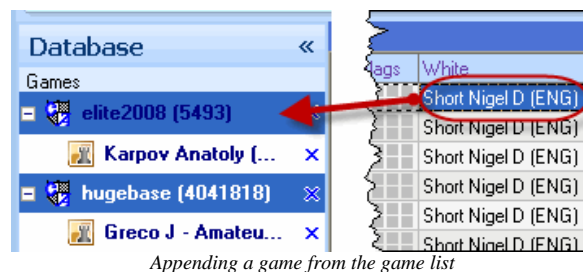 Database «
Games
elite2008 (5493)
Karpov Anatoly (...
hugebase (4041818)
Greco J - Amateu...
lags White
Short Nigel D (ENG)
Short Nigel D (ENG)
Short Nigel D (ENG)
Short Nigel D (ENG)
Short Nigel D (ENG)
Short Nigel D (ENG)
Appending a game from the game list